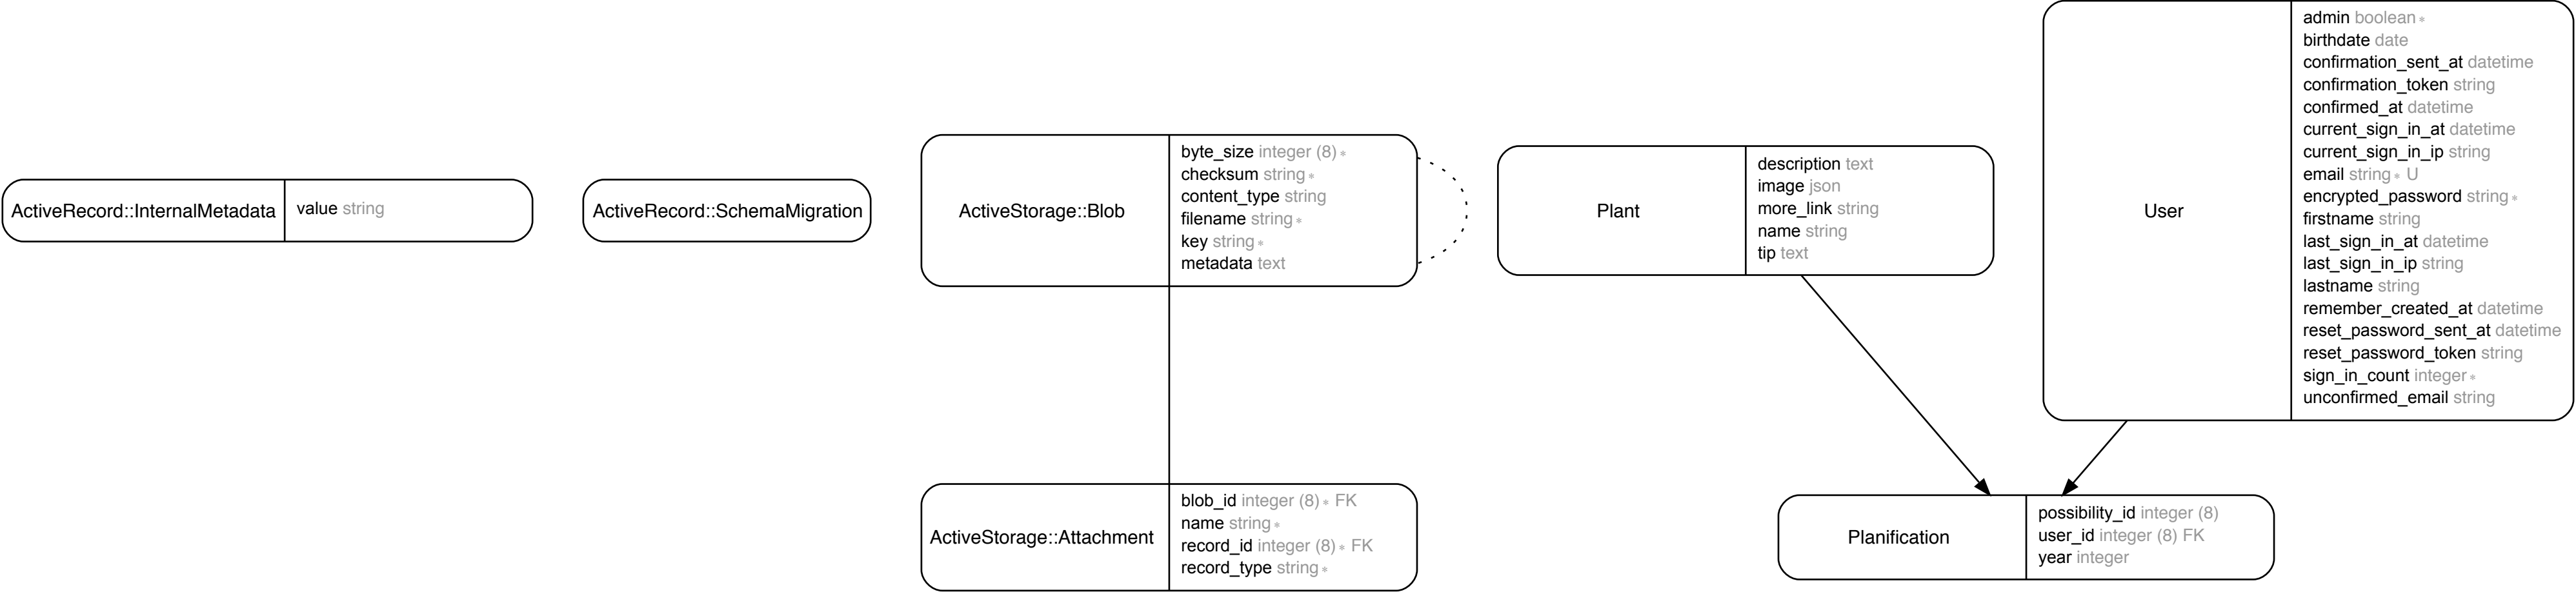 ActiveRecord::InternalMetadata
value string
ActiveRecord::SchemaMigration
ActiveStorage::Blob
byte_size integer (8) ∗
checksum string ∗
content_type string
filename string ∗
key string ∗
metadata text
Plant
description text
image json
more_link string
name string
tip text
User
admin boolean ∗
birthdate date
confirmation_sent_at datetime
confirmation_token string
confirmed_at datetime
current_sign_in_at datetime
current_sign_in_ip string
email string ∗ U
encrypted_password string ∗
firstname string
last_sign_in_at datetime
last_sign_in_ip string
lastname string
remember_created_at datetime
reset_password_sent_at datetime
reset_password_token string
sign_in_count integer ∗
unconfirmed_email string
ActiveStorage::Attachment
blob_id integer (8) ∗ FK
name string ∗
record_id integer (8) ∗ FK
record_type string ∗
Planification
possibility_id integer (8)
user_id integer (8) FK
year integer